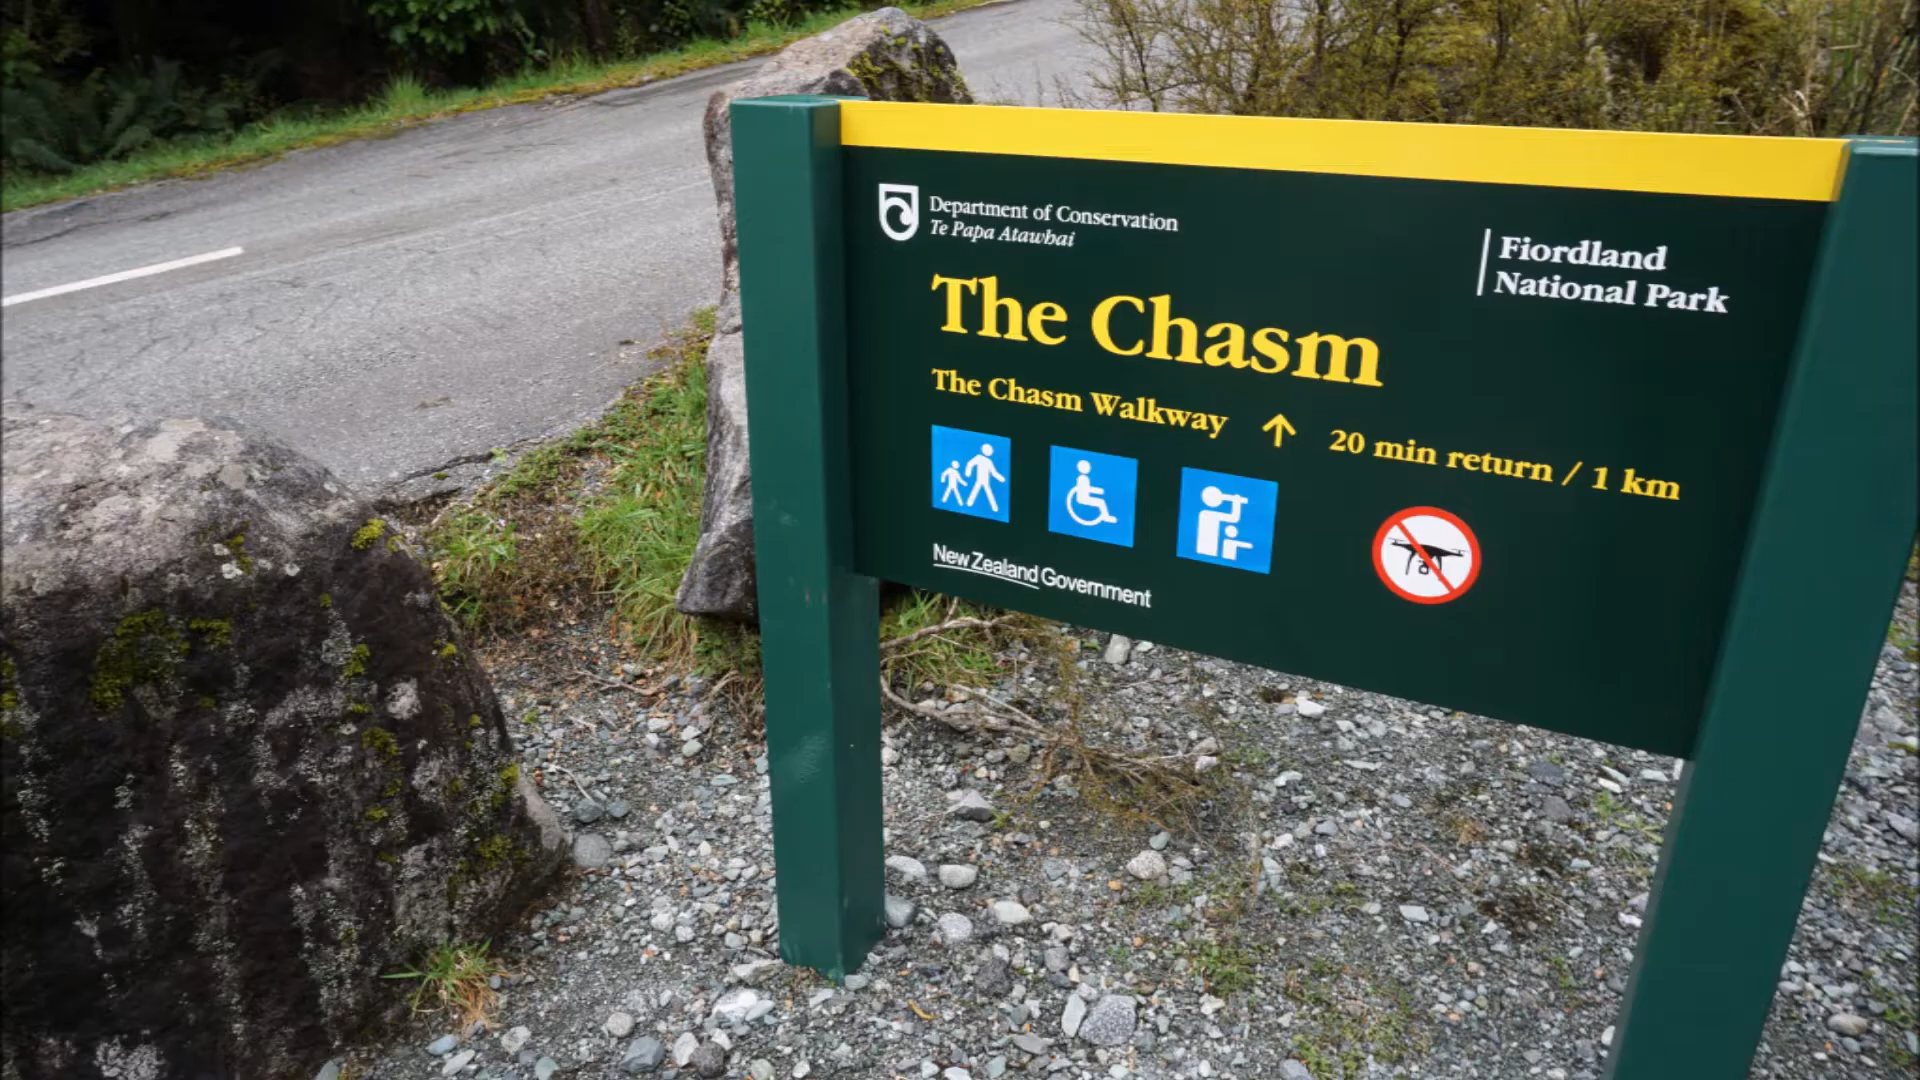 Department of Conservation
Te Papa Atawhai
Fiordland
National Park
The Chasm
The Chasm Walkway ↑ 20 min return / 1 km
New Zealand Government